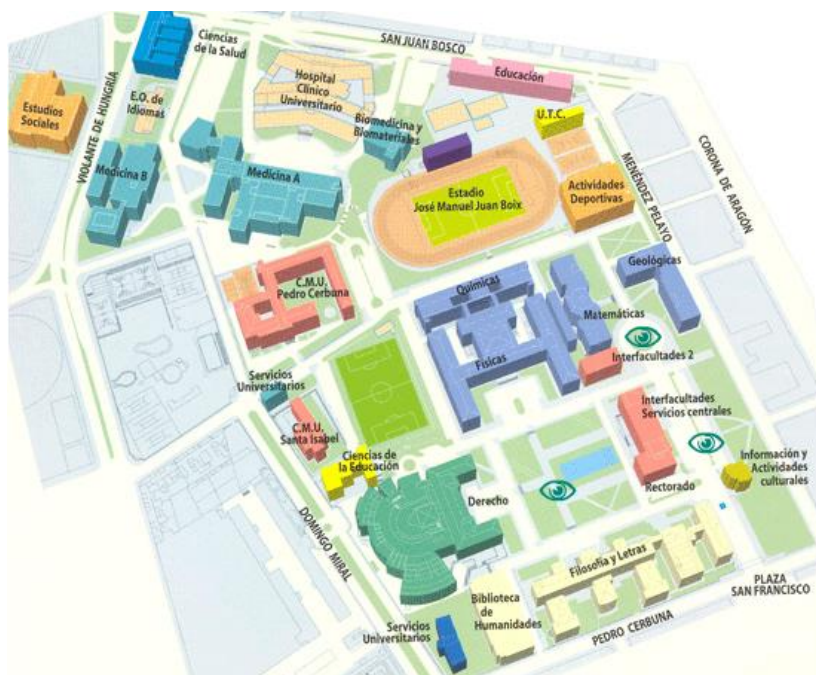 SAN JUAN BOSCO
Ciencias
de la Salud
Educación
Hospital
Clínico
Universitario
E.O. de
Idiomas
Estudios
Sociales
VIOLANTE DE HUNGRÍA
Biomedicina y
Biomateriales
U.T.C.
MENÉNDEZ PELAYO
CORONA DE ARAGÓN
Medicina B
Medicina A
Estadio
José Manuel Juan Boix
Actividades
Deportivas
Geológicas
C.M.U.
Pedro Cerbuna
Químicas
Matemáticas
Físicas
Interfacultades 2
Servicios
Universitarios
Interfacultades
Servicios centrales
C.M.U.
Santa Isabel
Ciencias de
la Educación
Información y
Actividades
culturales
Rectorado
Derecho
DOMINGO MIRAL
Filosofía y Letras
PLAZA
SAN FRANCISCO
Biblioteca
de
Humanidades
Servicios
Universitarios
PEDRO CERBUNA